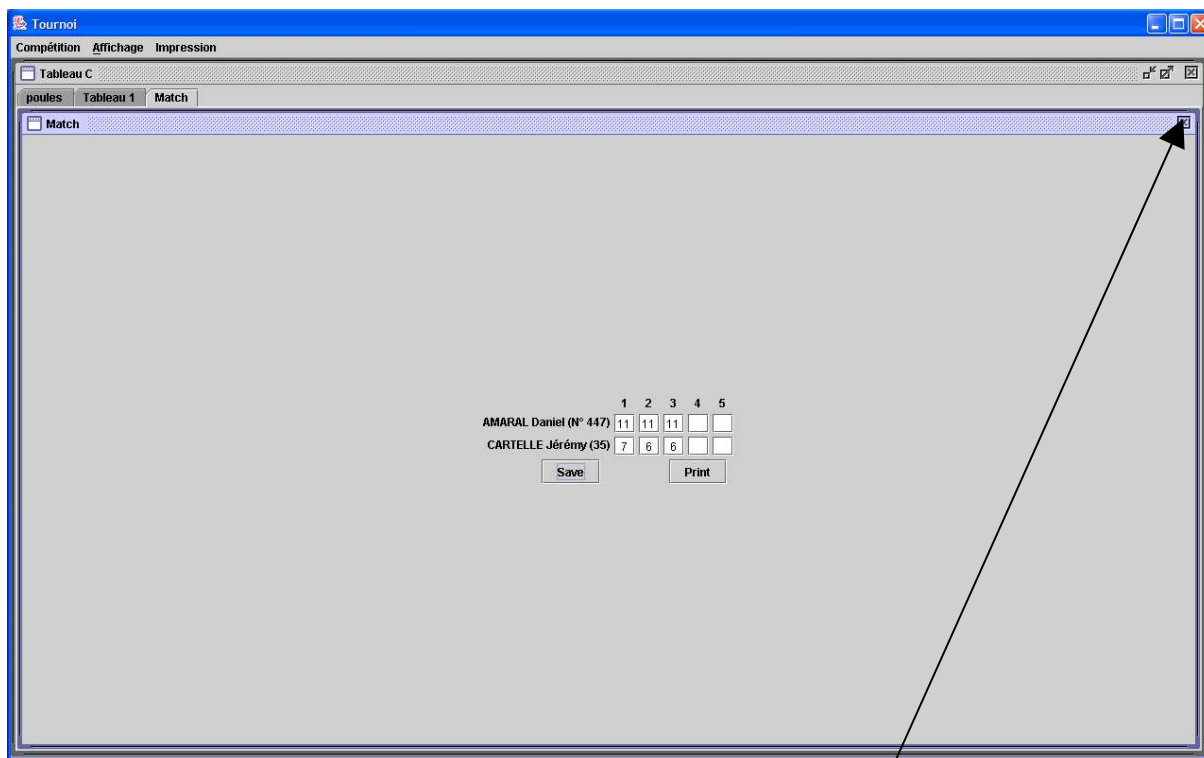 Tournoi
Compétition Affichage Impression
Tableau C
poules Tableau 1 Match
Match
1 2 3 4 5
AMARAL Daniel (N° 447) 11 11 11
CARTELLE Jérémy (35) 7 6 6
Save Print